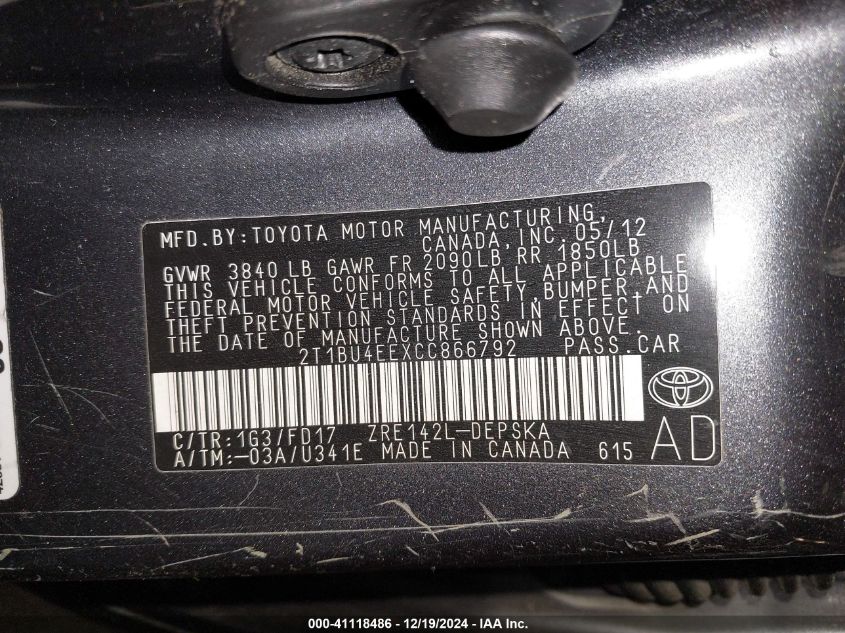 MFD.BY:TOYOTA MOTOR MANUFACTURING,
CANADA,INC. 05/12
GVWR 3840 LB GAWR FR 2090LB RR 1850LB
THIS VEHICLE CONFORMS TO ALL APPLICABLE
FEDERAL MOTOR VEHICLE SAFETY,BUMPER,AND
THEFT PREVENTION STANDARDS IN EFFECT ON
THE DATE OF MANUFACTURE SHOWN ABOVE.
2T1BU4EEXCC866792 PASS.CAR
C/TR:1G3/FD17 ZRE142L-DEPSKA
A/TM:-03A/U341E MADE IN CANADA 615
AD
000-41118486 - 12/19/2024 - IAA Inc.